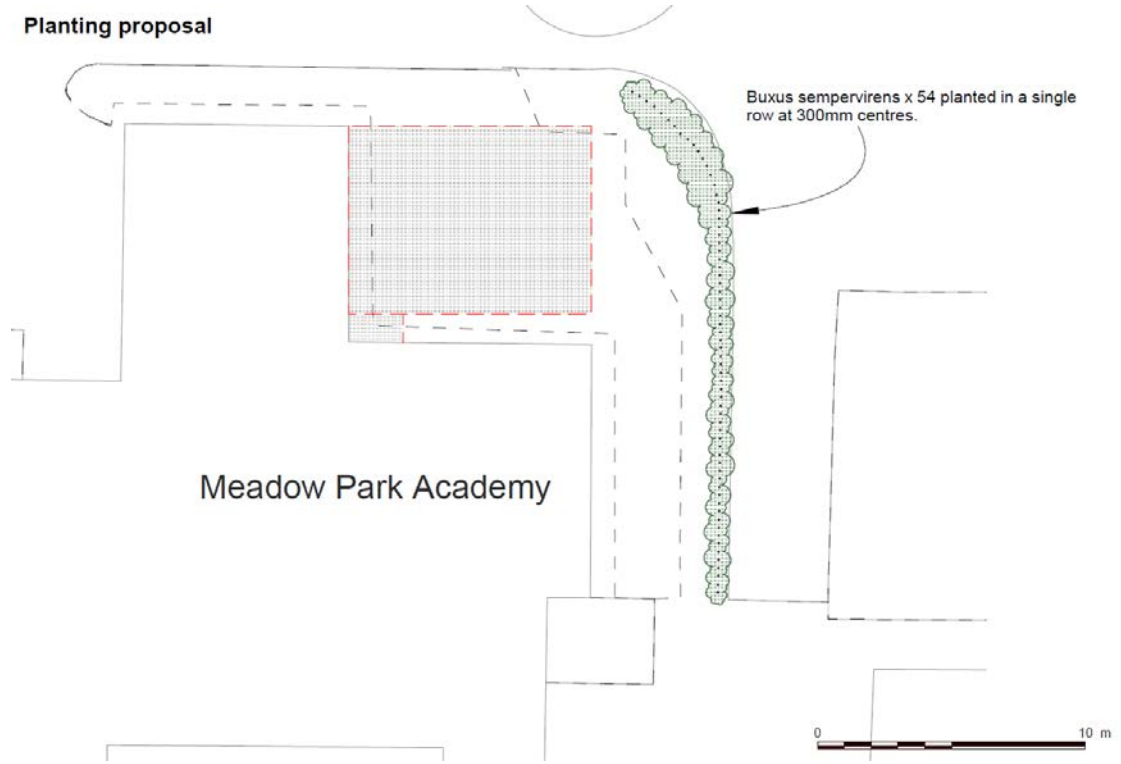 Planting proposal
Buxus sempervirens x 54 planted in a single
row at 300mm centres.
Meadow Park Academy
0 10 m